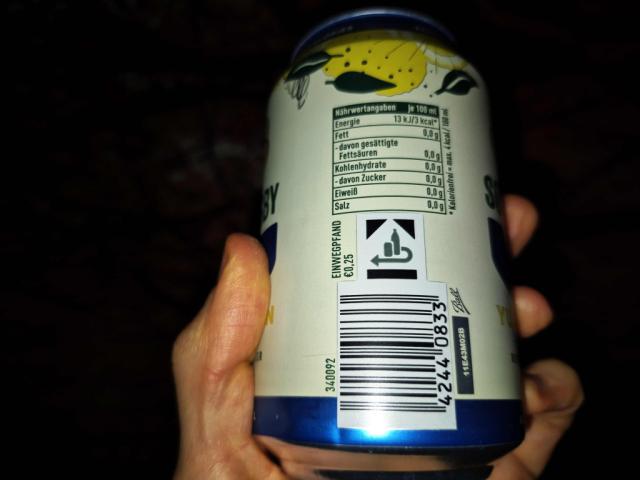 Nährwertangaben je 100 ml
Energie 13 kJ/3 kcal*
Fett 0,0 g
- davon gesättigte
Fettsäuren 0,0 g
Kohlenhydrate 0,0 g
- davon Zucker 0,0 g
Eiweiß 0,0 g
Salz 0,0 g
* Kalorienfrei = max. 4 kcal / 100 ml
EINWEGPFAND
€0,25
340092
4244 0833
Ball
11E43M02B